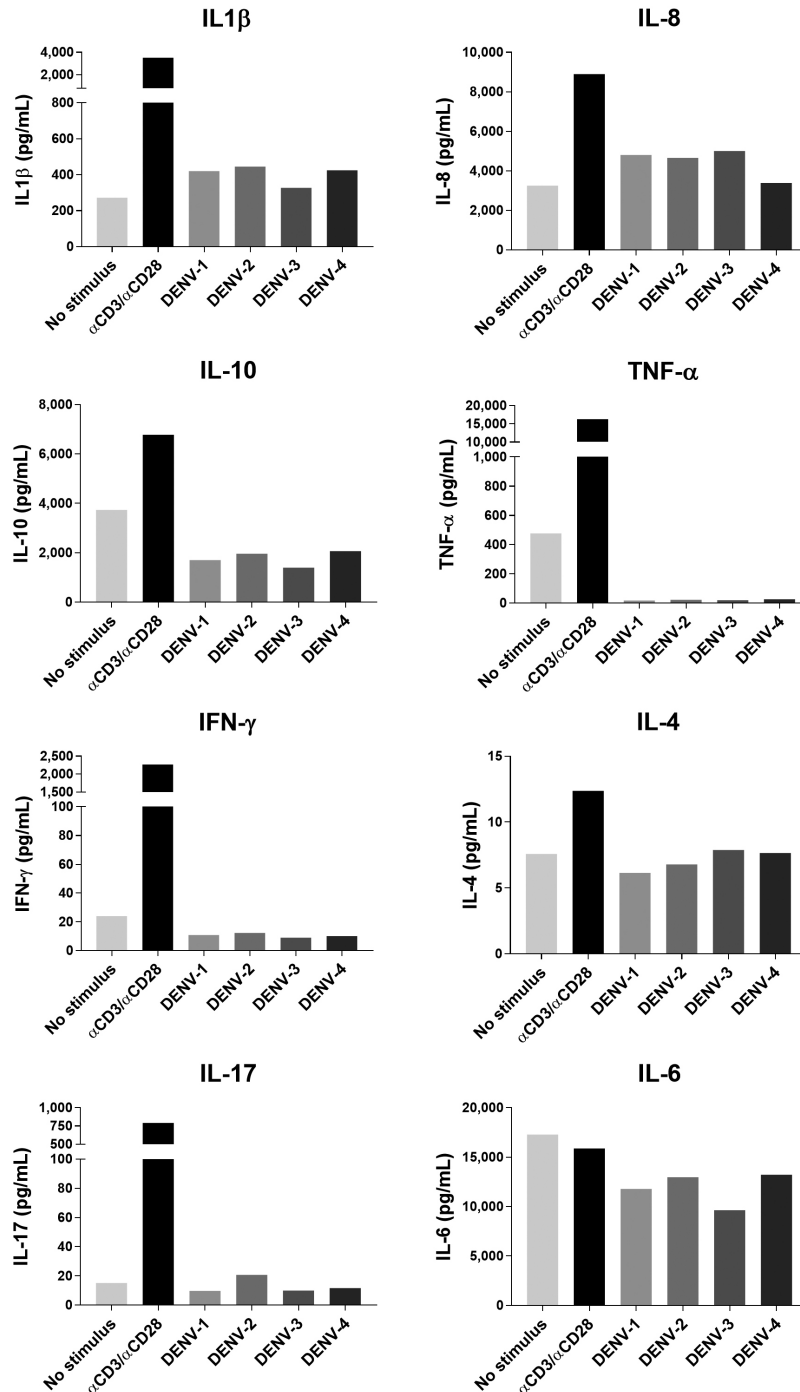 IL1β
IL1β (pg/mL)
4,000
2,000
800
600
400
200
0
No stimulus
αCD3/αCD28
DENV-1
DENV-2
DENV-3
DENV-4
IL-8
IL-8 (pg/mL)
10,000
8,000
6,000
4,000
2,000
0
No stimulus
αCD3/αCD28
DENV-1
DENV-2
DENV-3
DENV-4
IL-10
IL-10 (pg/mL)
8,000
6,000
4,000
2,000
0
No stimulus
αCD3/αCD28
DENV-1
DENV-2
DENV-3
DENV-4
TNF-α
TNF-α (pg/mL)
20,000
15,000
10,000
1,000
800
600
400
200
0
No stimulus
αCD3/αCD28
DENV-1
DENV-2
DENV-3
DENV-4
IFN-γ
IFN-γ (pg/mL)
2,500
2,000
1,500
100
80
60
40
20
0
No stimulus
αCD3/αCD28
DENV-1
DENV-2
DENV-3
DENV-4
IL-4
IL-4 (pg/mL)
15
10
5
0
No stimulus
αCD3/αCD28
DENV-1
DENV-2
DENV-3
DENV-4
IL-17
IL-17 (pg/mL)
1,000
750
500
100
80
60
40
20
0
No stimulus
αCD3/αCD28
DENV-1
DENV-2
DENV-3
DENV-4
IL-6
IL-6 (pg/mL)
20,000
15,000
10,000
5,000
0
No stimulus
αCD3/αCD28
DENV-1
DENV-2
DENV-3
DENV-4